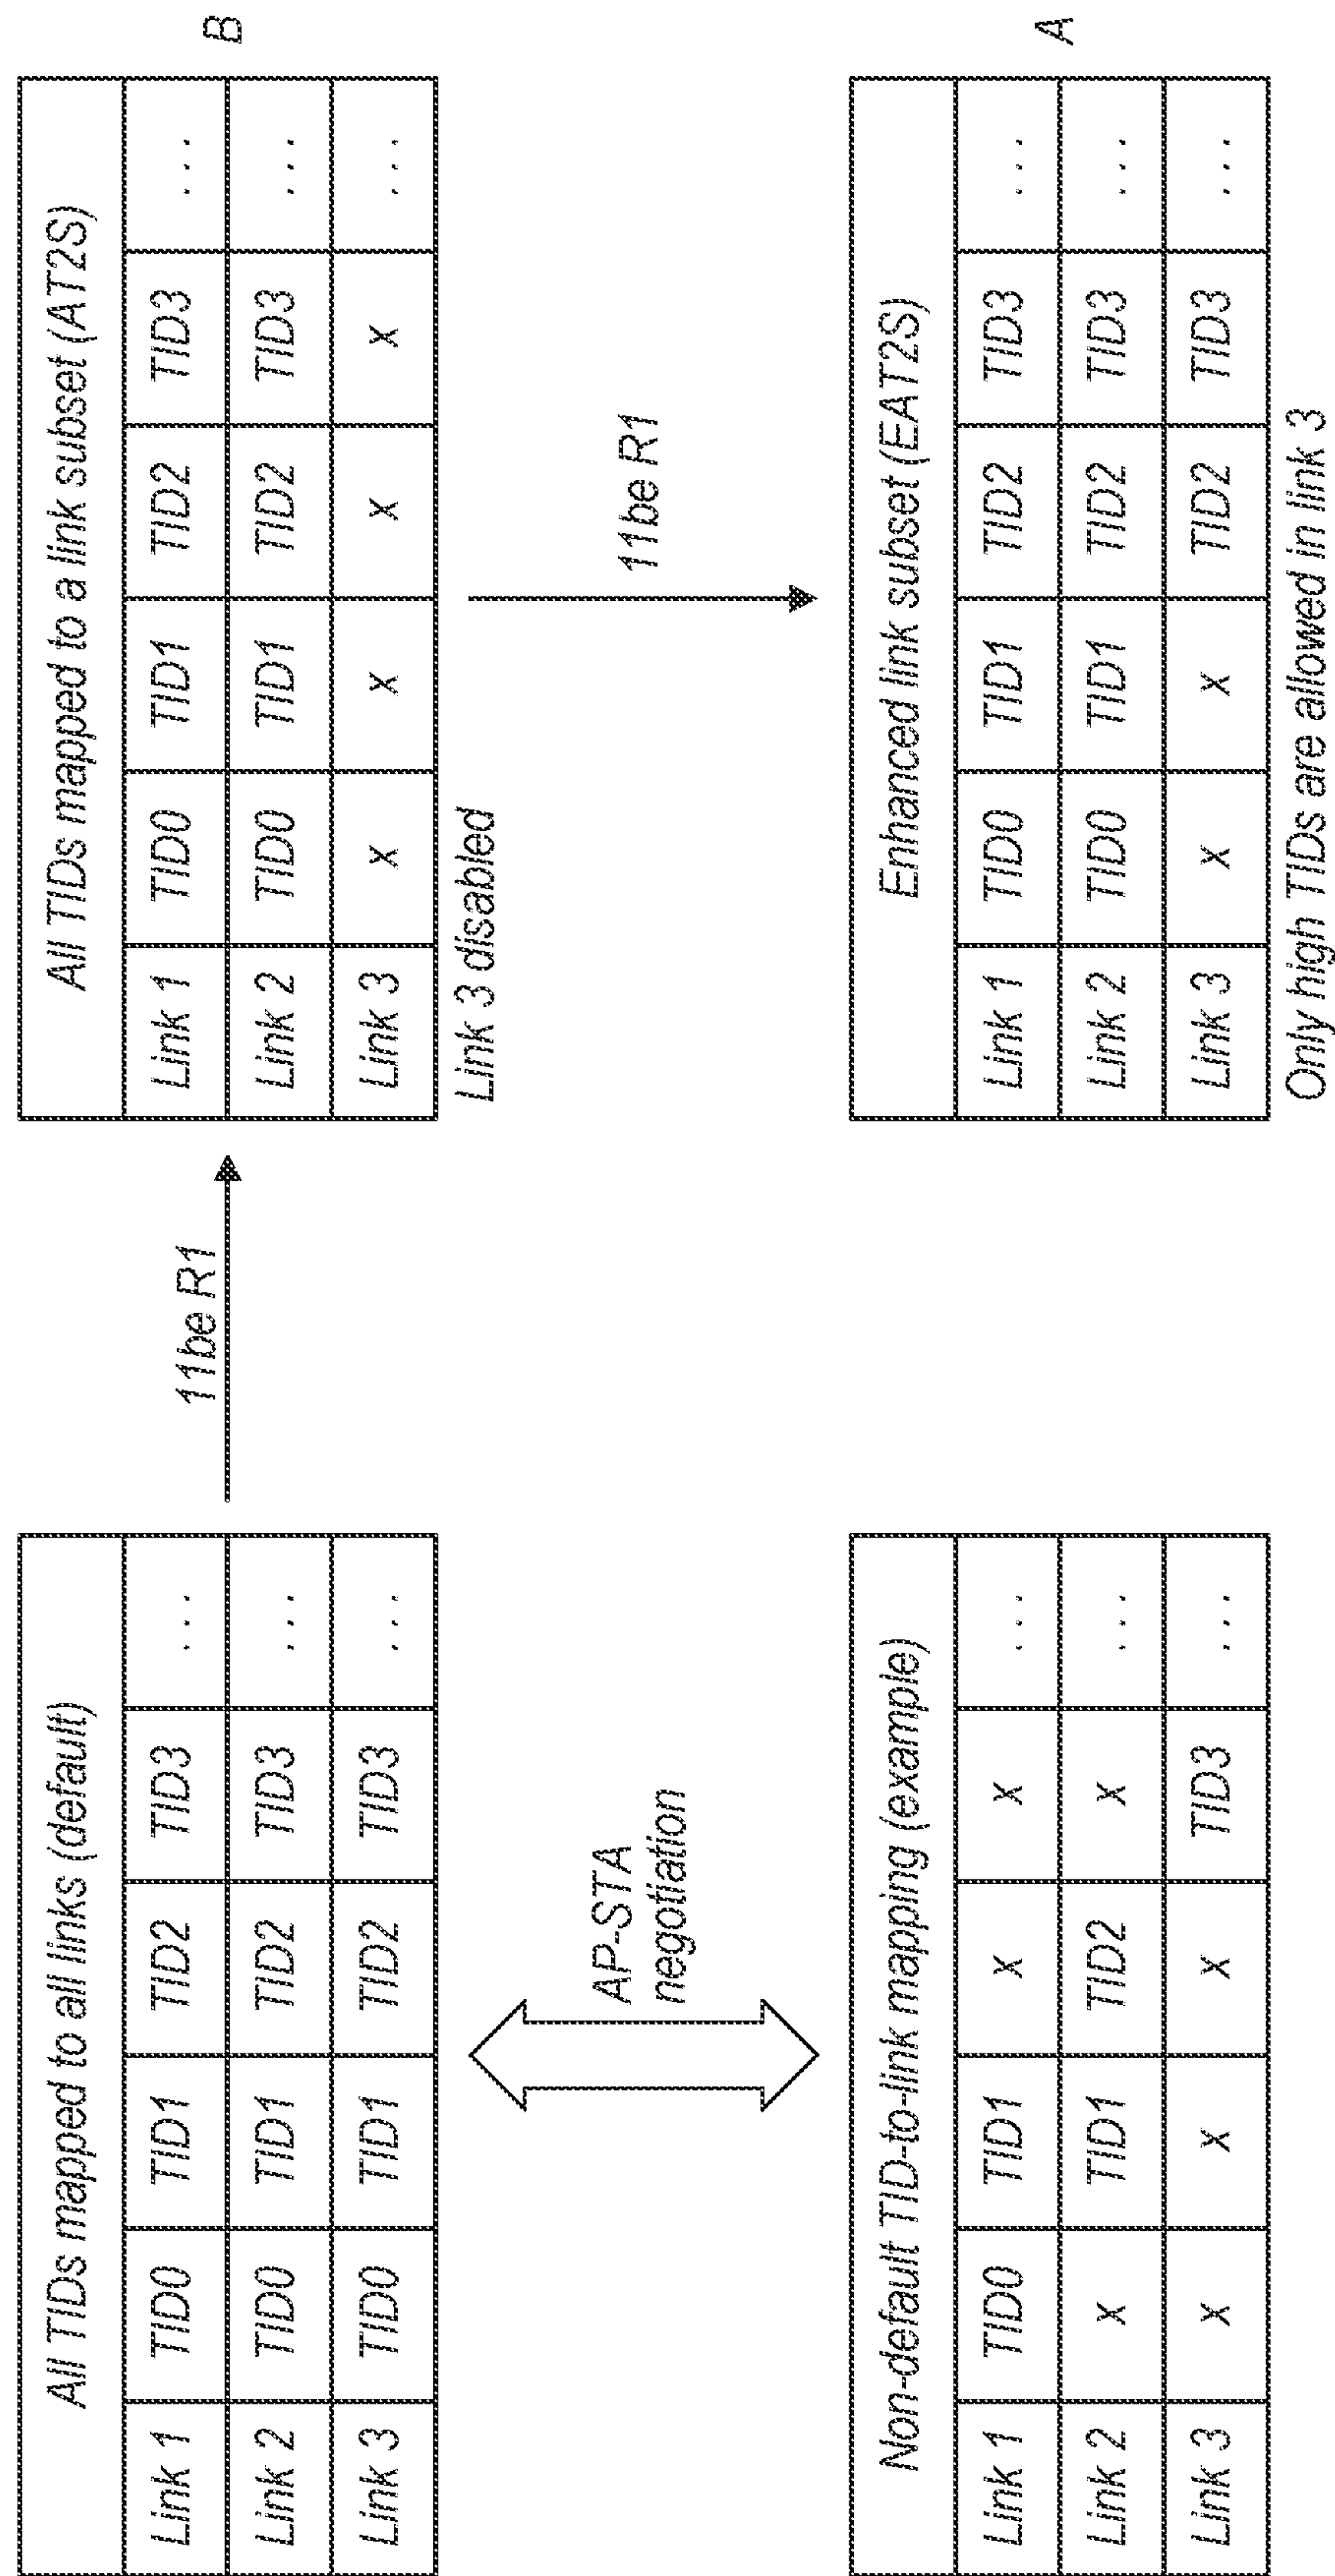 All TIDs mapped to all links (default)
Link 1 TID0 TID1 TID2 TID3 ...
Link 2 TID0 TID1 TID2 TID3 ...
Link 3 TID0 TID1 TID2 TID3 ...
11be R1
All TIDs mapped to a link subset (AT2S)
Link 1 TID0 TID1 TID2 TID3 ...
Link 2 TID0 TID1 TID2 TID3 ...
Link 3 x x x x ...
Link 3 disabled
B
AP-STA
negotiation
11be R1
Non-default TID-to-link mapping (example)
Link 1 TID0 TID1 x x ...
Link 2 x TID1 TID2 x ...
Link 3 x x x TID3 ...
Enhanced link subset (EAT2S)
Link 1 TID0 TID1 TID2 TID3 ...
Link 2 TID0 TID1 TID2 TID3 ...
Link 3 x x TID2 TID3 ...
Only high TIDs are allowed in link 3
A